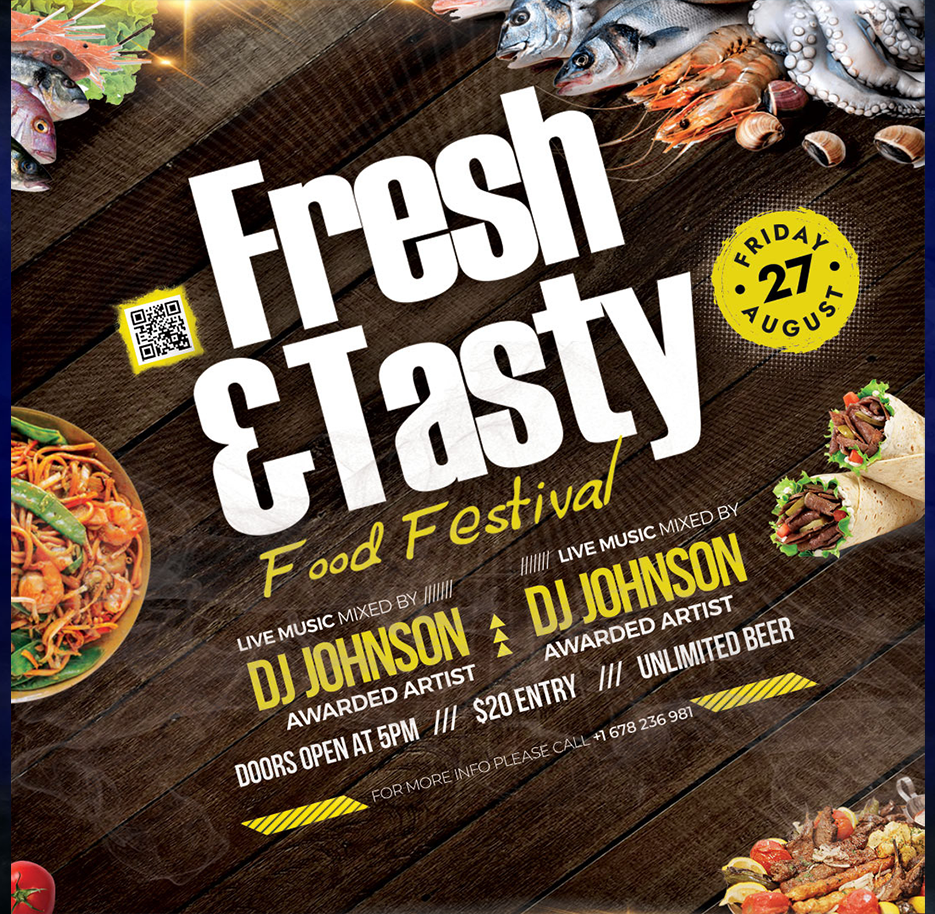 Fresh
&Tasty
Food Festival
FRIDAY
27
AUGUST
LIVE MUSIC MIXED BY ///////
DJ JOHNSON
AWARDED ARTIST
/////// LIVE MUSIC MIXED BY
DJ JOHNSON
AWARDED ARTIST
DOORS OPEN AT 5PM /// $20 ENTRY /// UNLIMITED BEER
FOR MORE INFO PLEASE CALL +1 678 236 981